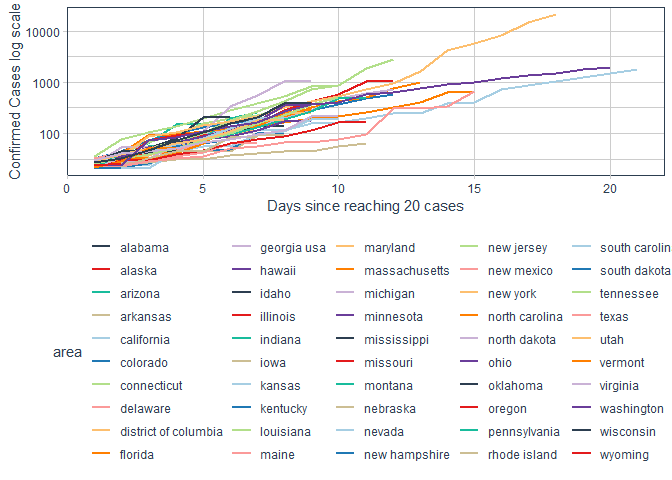 Confirmed Cases log scale
10000
1000
100
0
5
10
15
20
Days since reaching 20 cases
area
alabama
alaska
arizona
arkansas
california
colorado
connecticut
delaware
district of columbia
florida
georgia usa
hawaii
idaho
illinois
indiana
iowa
kansas
kentucky
louisiana
maine
maryland
massachusetts
michigan
minnesota
mississippi
missouri
montana
nebraska
nevada
new hampshire
new jersey
new mexico
new york
north carolina
north dakota
ohio
oklahoma
oregon
pennsylvania
rhode island
south carolin
south dakota
tennessee
texas
utah
vermont
virginia
washington
wisconsin
wyoming